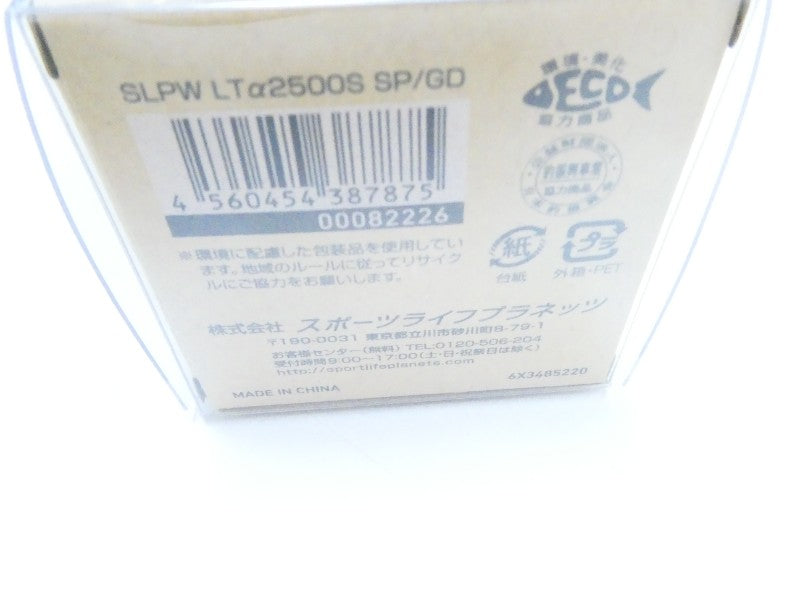 SLPW LTα2500S SP/GD
環境・美化
ECO
協力商品
4 560454 387875
00082226
※環境に配慮した包装品を使用してい
ます。地域のルールに従ってリサイク
ルにご協力をお願いします。
紙
台紙
プラ
外箱・PET
株式会社 スポーツライフプラネッツ
〒190-0031 東京都立川市砂川町8-79-1
お客様センター(無料) TEL:0120-506-204
受付時間9:00〜17:00(土・日・祝祭日は除く)
http://sportlifeplanets.com
MADE IN CHINA
6X3485220